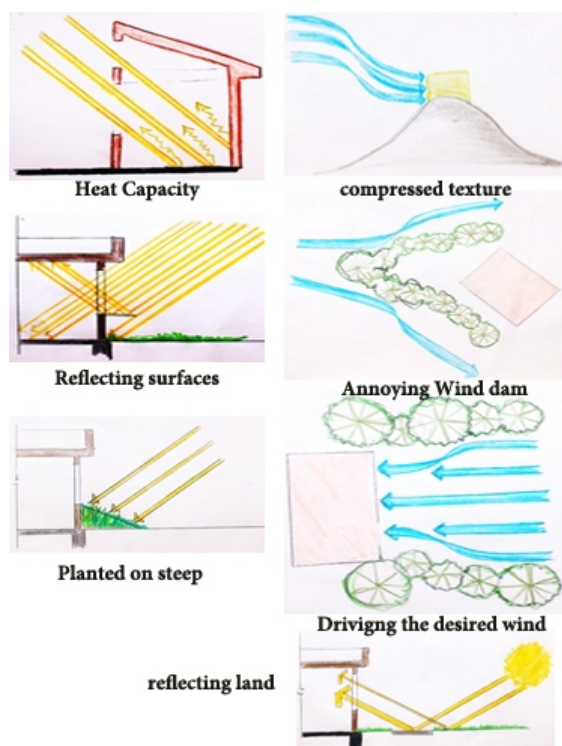 Heat Capacity
compressed texture
Reflecting surfaces
Annoying Wind dam
Planted on steep
Drivigng the desired wind
reflecting land